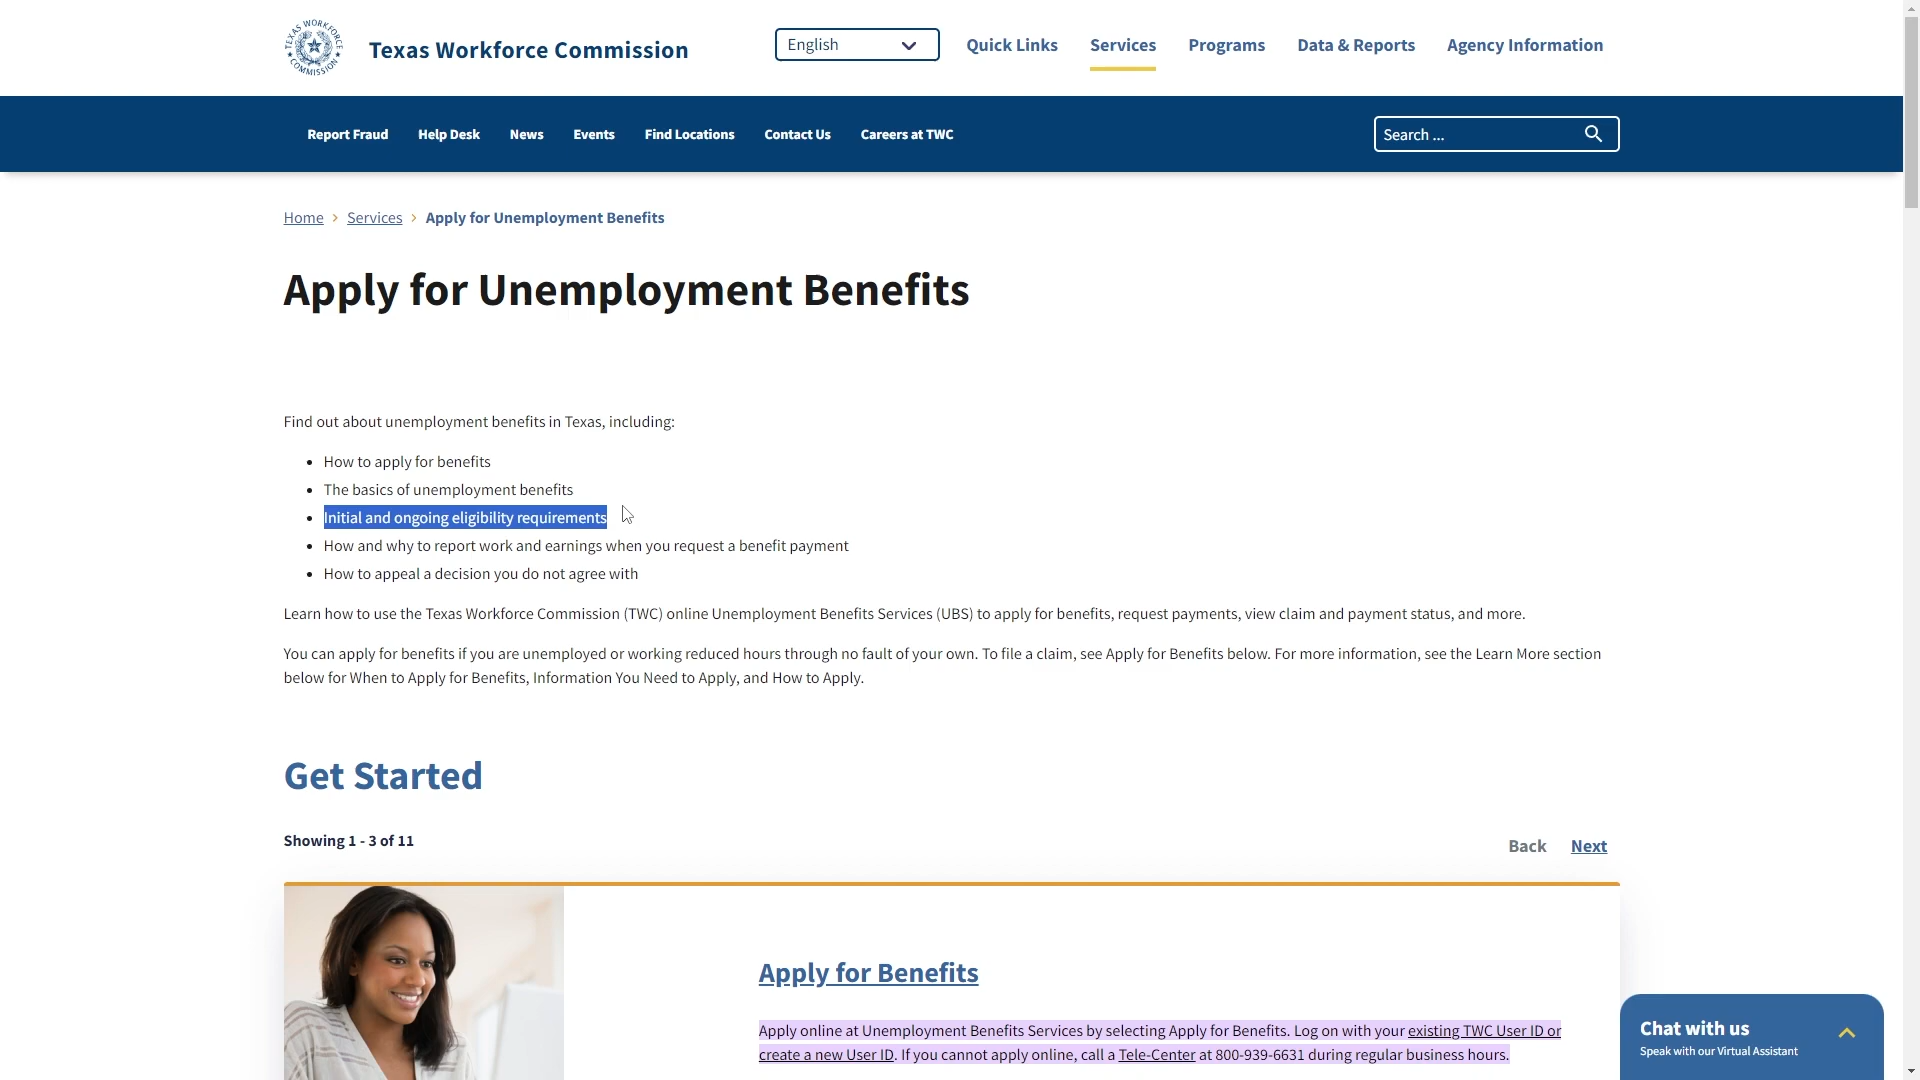 TEXAS WORKFORCE COMMISSION
Texas Workforce Commission
English
Quick Links
Services
Programs
Data & Reports
Agency Information
Report Fraud
Help Desk
News
Events
Find Locations
Contact Us
Careers at TWC
Search ...
Home > Services > Apply for Unemployment Benefits
Apply for Unemployment Benefits
Find out about unemployment benefits in Texas, including:
• How to apply for benefits
• The basics of unemployment benefits
• Initial and ongoing eligibility requirements
• How and why to report work and earnings when you request a benefit payment
• How to appeal a decision you do not agree with
Learn how to use the Texas Workforce Commission (TWC) online Unemployment Benefits Services (UBS) to apply for benefits, request payments, view claim and payment status, and more.
You can apply for benefits if you are unemployed or working reduced hours through no fault of your own. To file a claim, see Apply for Benefits below. For more information, see the Learn More section
below for When to Apply for Benefits, Information You Need to Apply, and How to Apply.
Get Started
Showing 1 - 3 of 11
Back
Next
Apply for Benefits
Apply online at Unemployment Benefits Services by selecting Apply for Benefits. Log on with your existing TWC User ID or
create a new User ID. If you cannot apply online, call a Tele-Center at 800-939-6631 during regular business hours.
Chat with us
Speak with our Virtual Assistant